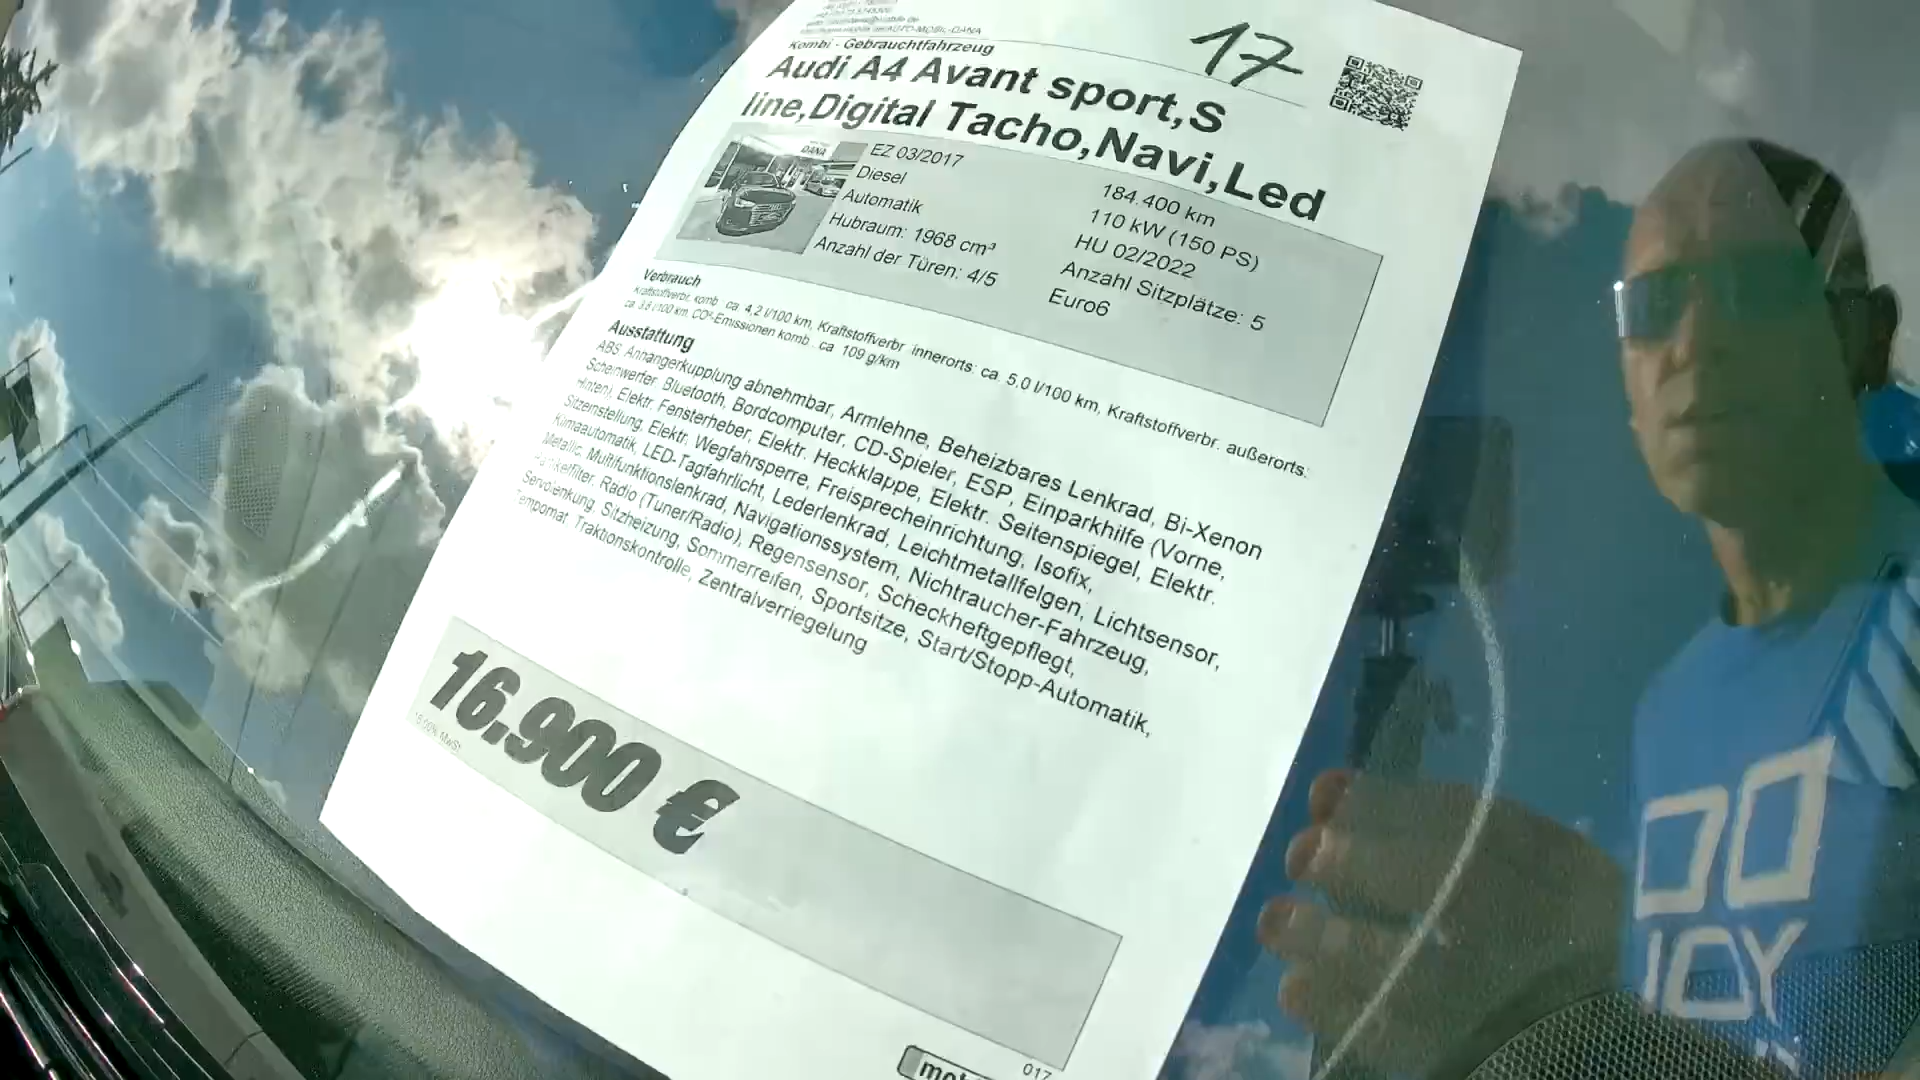 17
Kombi - Gebrauchtfahrzeug
Audi A4 Avant sport,S
line,Digital Tacho,Navi,Led
DANA
EZ 03/2017
Diesel
Automatik
Hubraum: 1968 cm³
Anzahl der Türen: 4/5
184.400 km
110 kW (150 PS)
HU 02/2022
Anzahl Sitzplätze: 5
Euro6
Verbrauch
Kraftstoffverbr. komb. ca. 4,2 l/100 km, Kraftstoffverbr. innerorts: ca. 5,0 l/100 km, Kraftstoffverbr. außerorts:
ca. 3,8 l/100 km, CO²-Emissionen komb. ca. 109 g/km
Ausstattung
ABS, Anhängerkupplung abnehmbar, Armlehne, Beheizbares Lenkrad, Bi-Xenon
Scheinwerfer, Bluetooth, Bordcomputer, CD-Spieler, ESP, Einparkhilfe (Vorne,
Hinten), Elektr. Fensterheber, Elektr. Heckklappe, Elektr. Seitenspiegel, Elektr.
Sitzeinstellung, Elektr. Wegfahrsperre, Freisprecheinrichtung, Isofix,
Klimaautomatik, LED-Tagfahrlicht, Lederlenkrad, Leichtmetallfelgen, Lichtsensor,
Metallic, Multifunktionslenkrad, Navigationssystem, Nichtraucher-Fahrzeug,
Partikelfilter, Radio (Tuner/Radio), Regensensor, Scheckheftgepflegt,
Servolenkung, Sitzheizung, Sommerreifen, Sportsitze, Start/Stopp-Automatik,
Tempomat, Traktionskontrolle, Zentralverriegelung
16.900 €
MwSt
017